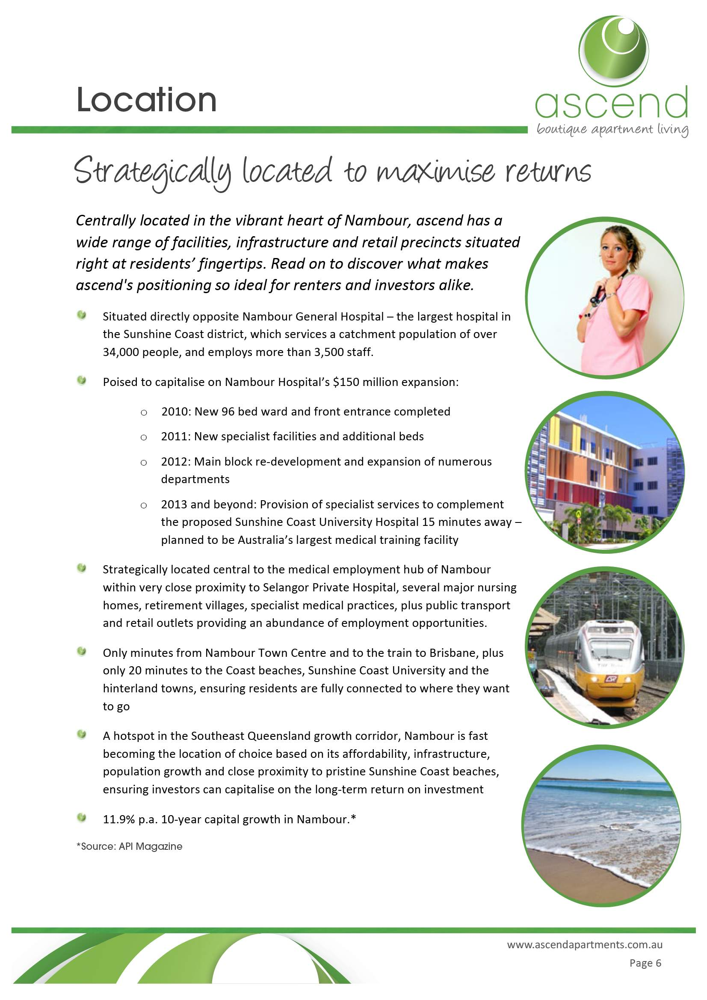 ascend
boutique apartment living
Location
Strategically located to maximise returns
Centrally located in the vibrant heart of Nambour, ascend has a
wide range of facilities, infrastructure and retail precincts situated
right at residents’ fingertips. Read on to discover what makes
ascend's positioning so ideal for renters and investors alike.
Situated directly opposite Nambour General Hospital – the largest hospital in
the Sunshine Coast district, which services a catchment population of over
34,000 people, and employs more than 3,500 staff.
Poised to capitalise on Nambour Hospital’s $150 million expansion:
o 2010: New 96 bed ward and front entrance completed
o 2011: New specialist facilities and additional beds
o 2012: Main block re-development and expansion of numerous
departments
o 2013 and beyond: Provision of specialist services to complement
the proposed Sunshine Coast University Hospital 15 minutes away –
planned to be Australia’s largest medical training facility
Strategically located central to the medical employment hub of Nambour
within very close proximity to Selangor Private Hospital, several major nursing
homes, retirement villages, specialist medical practices, plus public transport
and retail outlets providing an abundance of employment opportunities.
Only minutes from Nambour Town Centre and to the train to Brisbane, plus
only 20 minutes to the Coast beaches, Sunshine Coast University and the
hinterland towns, ensuring residents are fully connected to where they want
to go
A hotspot in the Southeast Queensland growth corridor, Nambour is fast
becoming the location of choice based on its affordability, infrastructure,
population growth and close proximity to pristine Sunshine Coast beaches,
ensuring investors can capitalise on the long-term return on investment
11.9% p.a. 10-year capital growth in Nambour.*
*Source: API Magazine
www.ascendapartments.com.au
Page 6